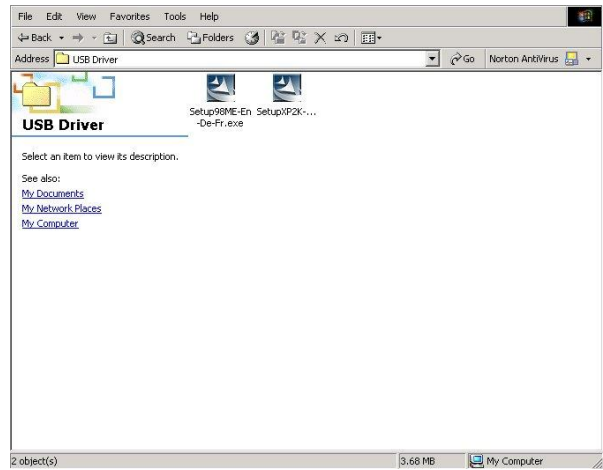 File Edit View Favorites Tools Help
Back Search Folders
Address USB Driver Go Norton AntiVirus
USB Driver
Setup98ME-En
-De-Fr.exe
SetupXP2K-...
Select an item to view its description.
See also:
My Documents
My Network Places
My Computer
2 object(s) 3.68 MB My Computer